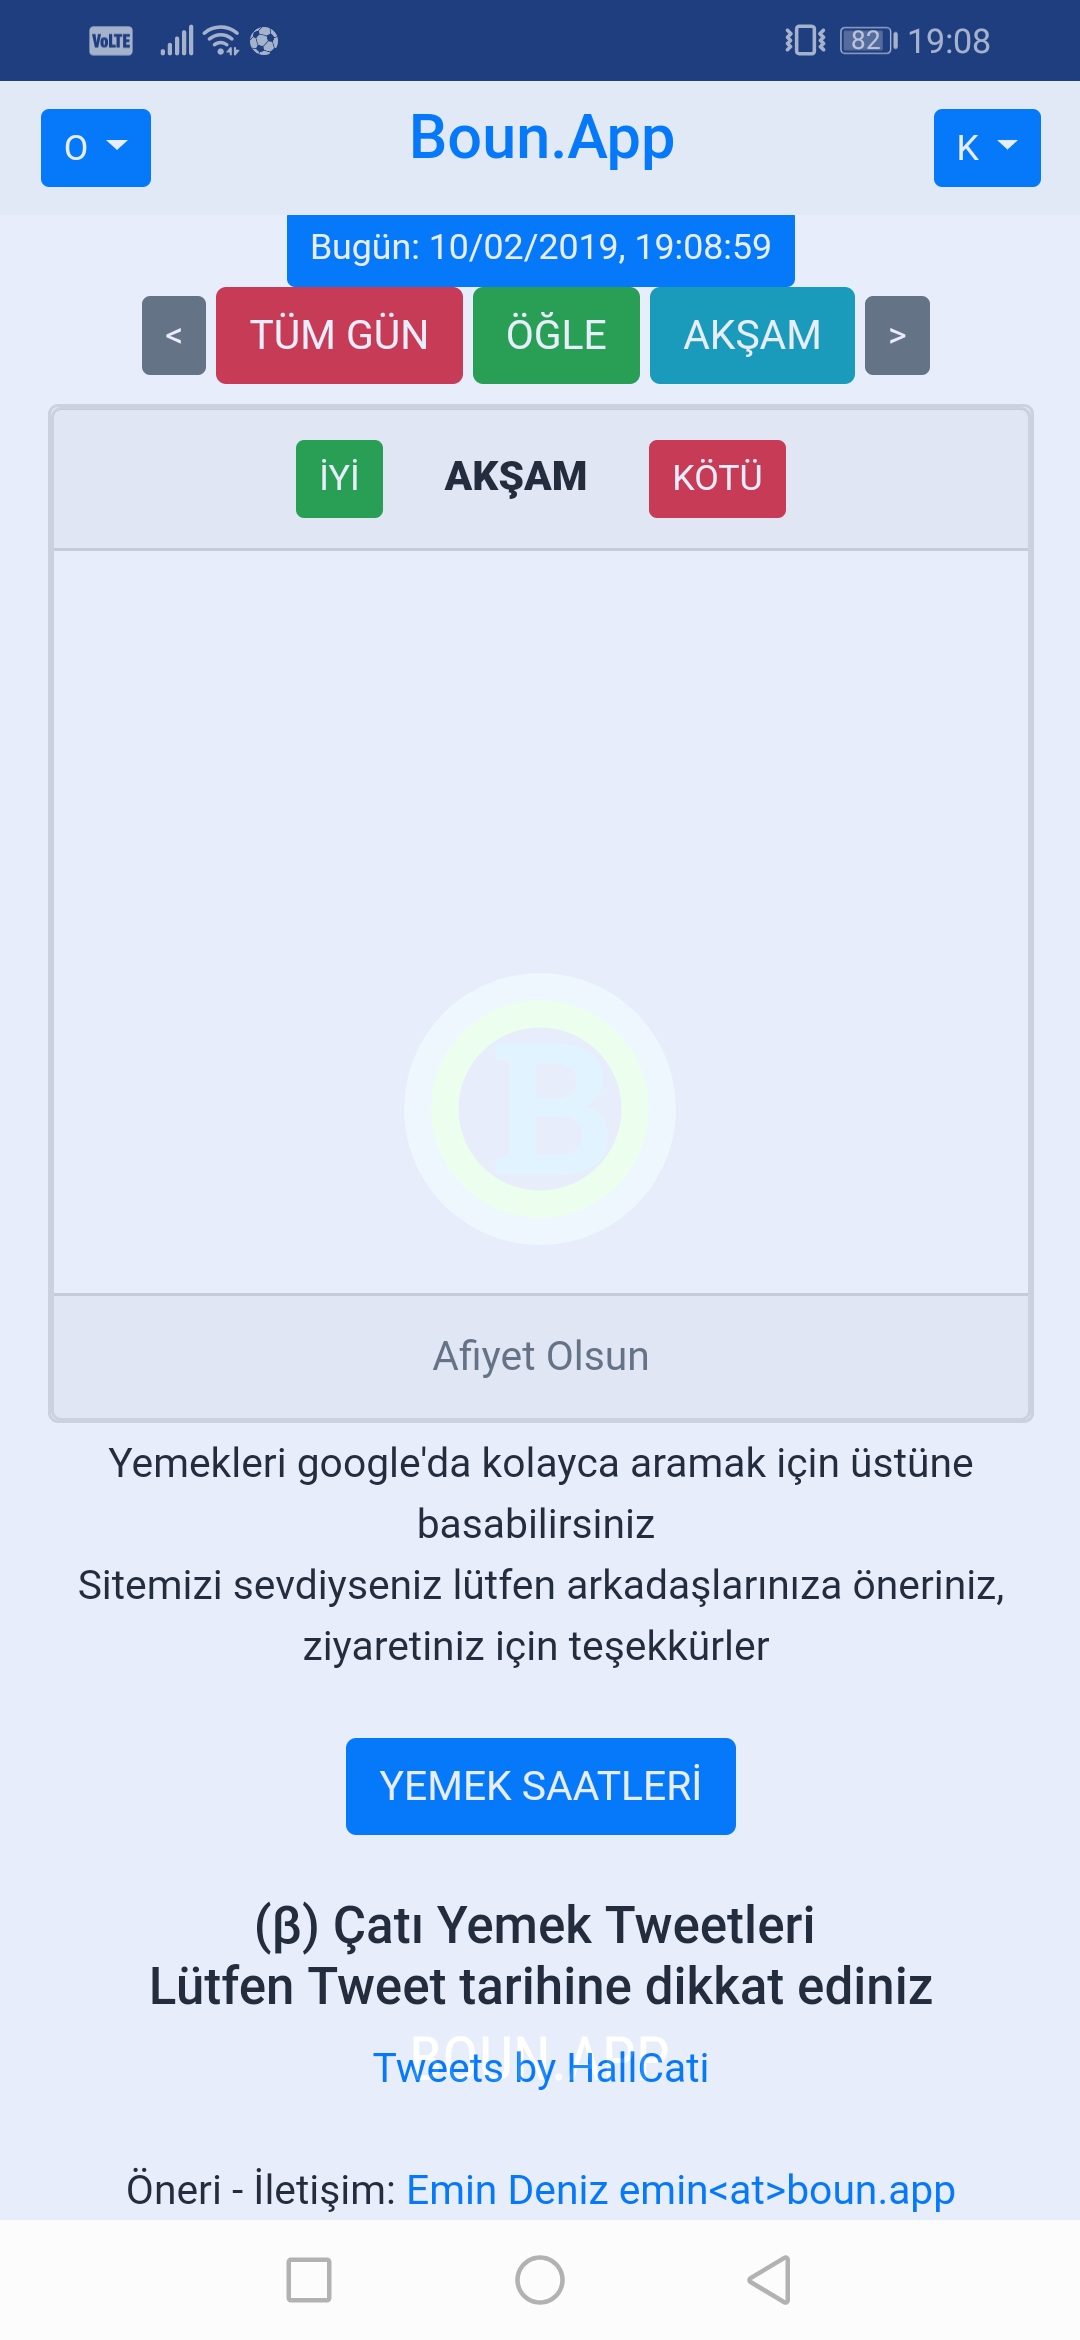 VoLTE 82 19:08
O Boun.App K
Bugün: 10/02/2019, 19:08:59
< TÜM GÜN ÖĞLE AKŞAM >
İYİ AKŞAM KÖTÜ
B
Afiyet Olsun
Yemekleri google'da kolayca aramak için üstüne
basabilirsiniz
Sitemizi sevdiyseniz lütfen arkadaşlarınıza öneriniz,
ziyaretiniz için teşekkürler
YEMEK SAATLERİ
(β) Çatı Yemek Tweetleri
Lütfen Tweet tarihine dikkat ediniz
BOUN.APP
Tweets by HallCati
Öneri - İletişim: Emin Deniz emin<at>boun.app